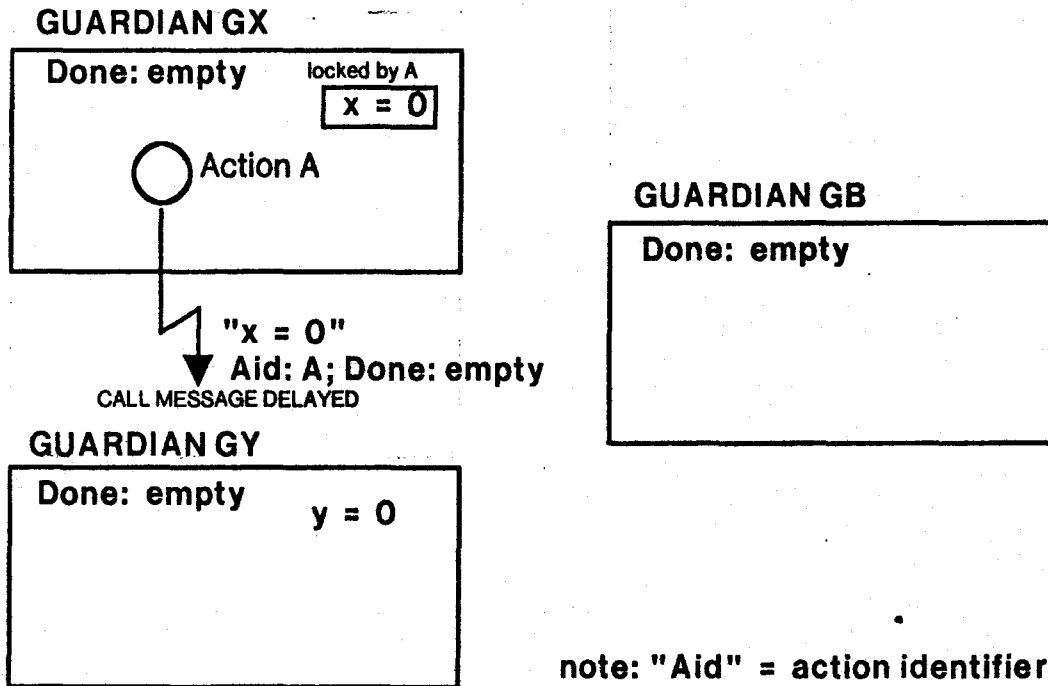 GUARDIAN GX
Done: empty
locked by A
x = 0
Action A
"x = 0"
Aid: A; Done: empty
CALL MESSAGE DELAYED
GUARDIAN GY
Done: empty
y = 0
GUARDIAN GB
Done: empty
note: "Aid" = action identifier